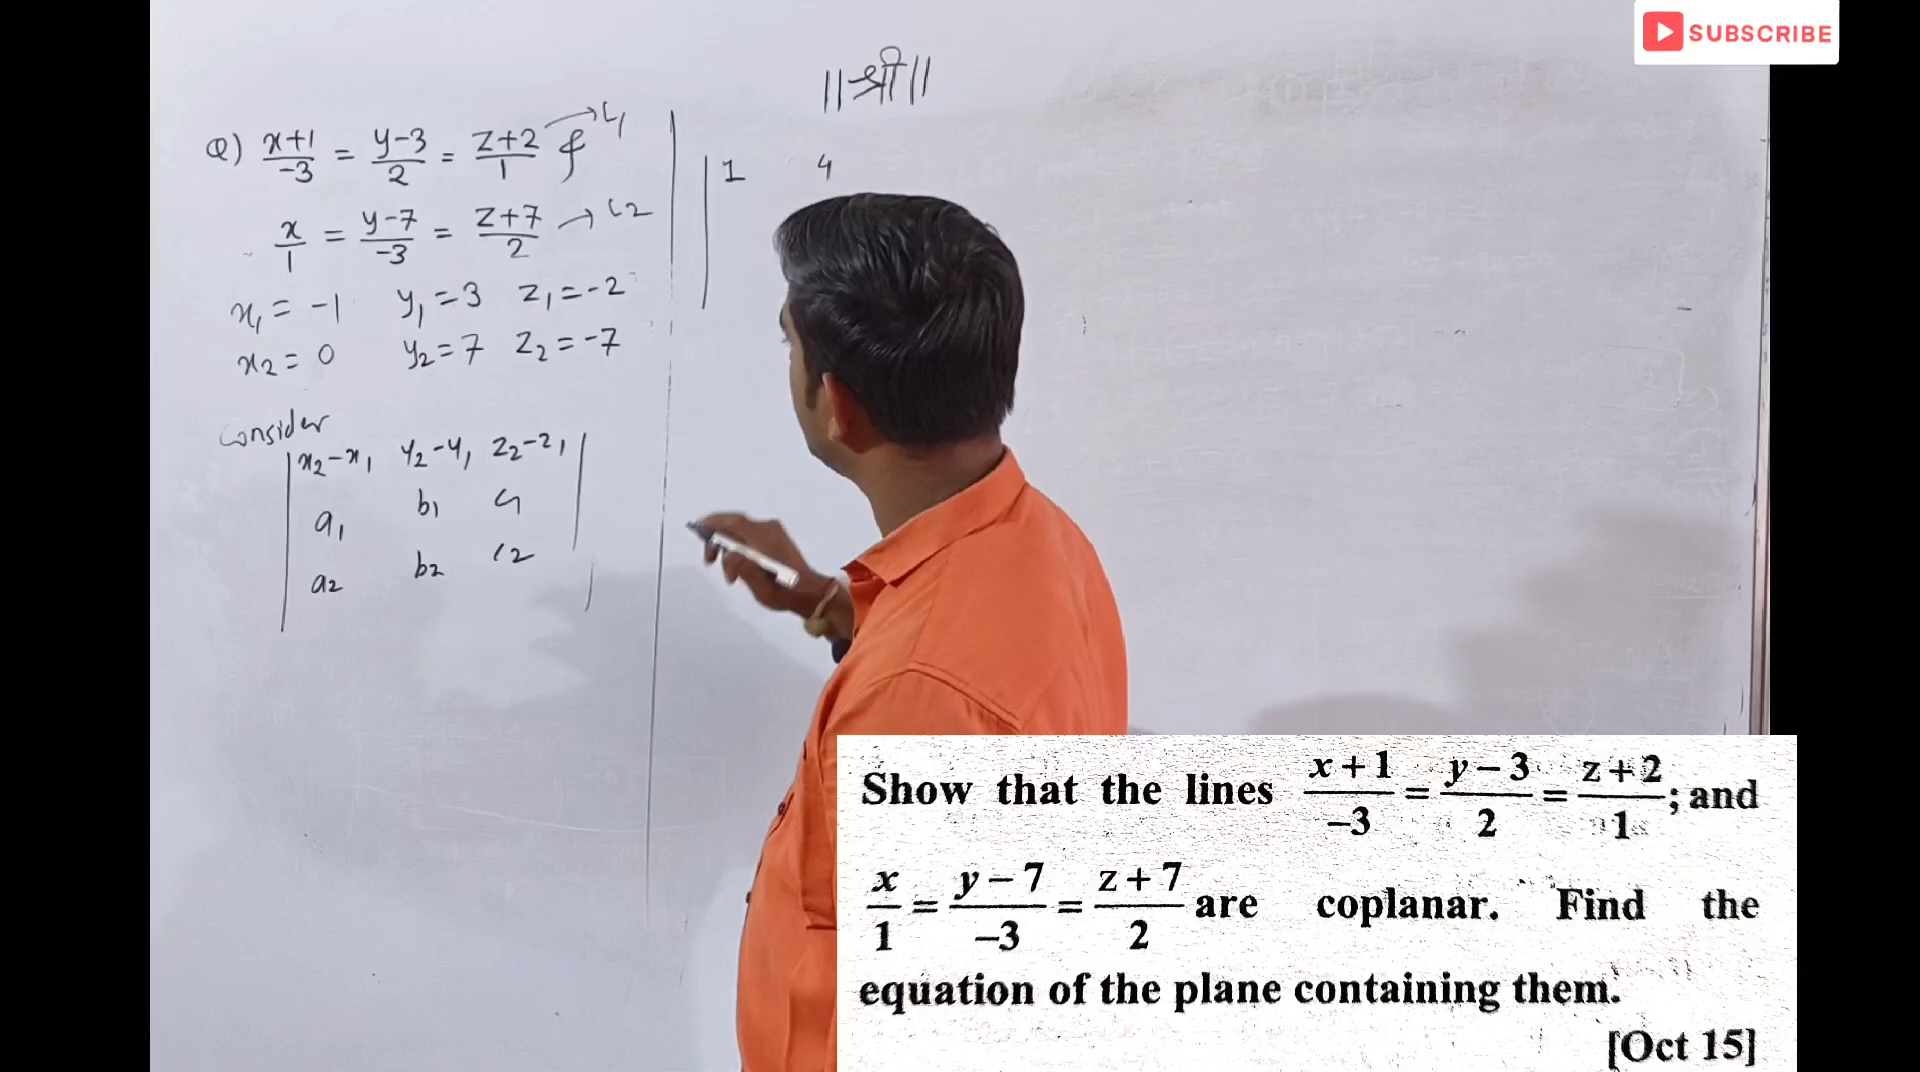 SUBSCRIBE
||श्री||
Q) x+1/-3 = y-3/2 = z+2/1 & → L1
x/1 = y-7/-3 = z+7/2 → L2
x1 = -1 y1 = 3 z1 = -2
x2 = 0 y2 = 7 z2 = -7
Consider
| x2-x1 y2-y1 z2-z1 |
| a1 b1 c1 |
| a2 b2 c2 |
| 1 4
Show that the lines x+1/-3 = y-3/2 = z+2/1 ; and
x/1 = y-7/-3 = z+7/2 are coplanar. Find the
equation of the plane containing them.
[Oct 15]